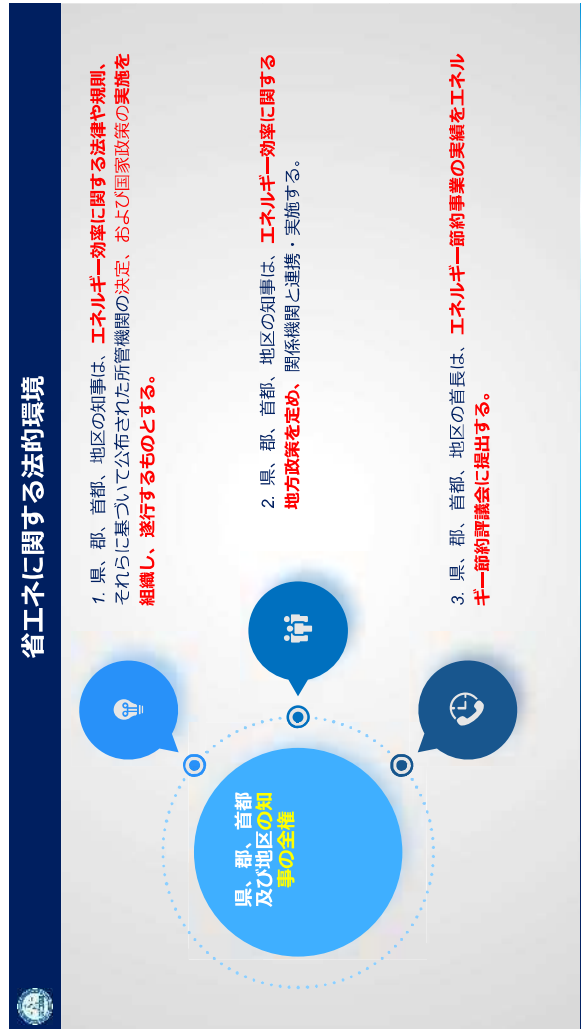 省エネに関する法的環境
県、郡、首都
及び地区の知
事の全権
1. 県、郡、首都、地区の知事は、エネルギー効率に関する法律や規則、
それらに基づいて公布された所管機関の決定、および国家政策の実施を
組織し、遂行するものとする。
2. 県、郡、首都、地区の知事は、エネルギー効率に関する
地方政策を定め、関係機関と連携・実施する。
3. 県、郡、首都、地区の首長は、エネルギー節約事業の実績をエネル
ギー節約評議会に提出する。